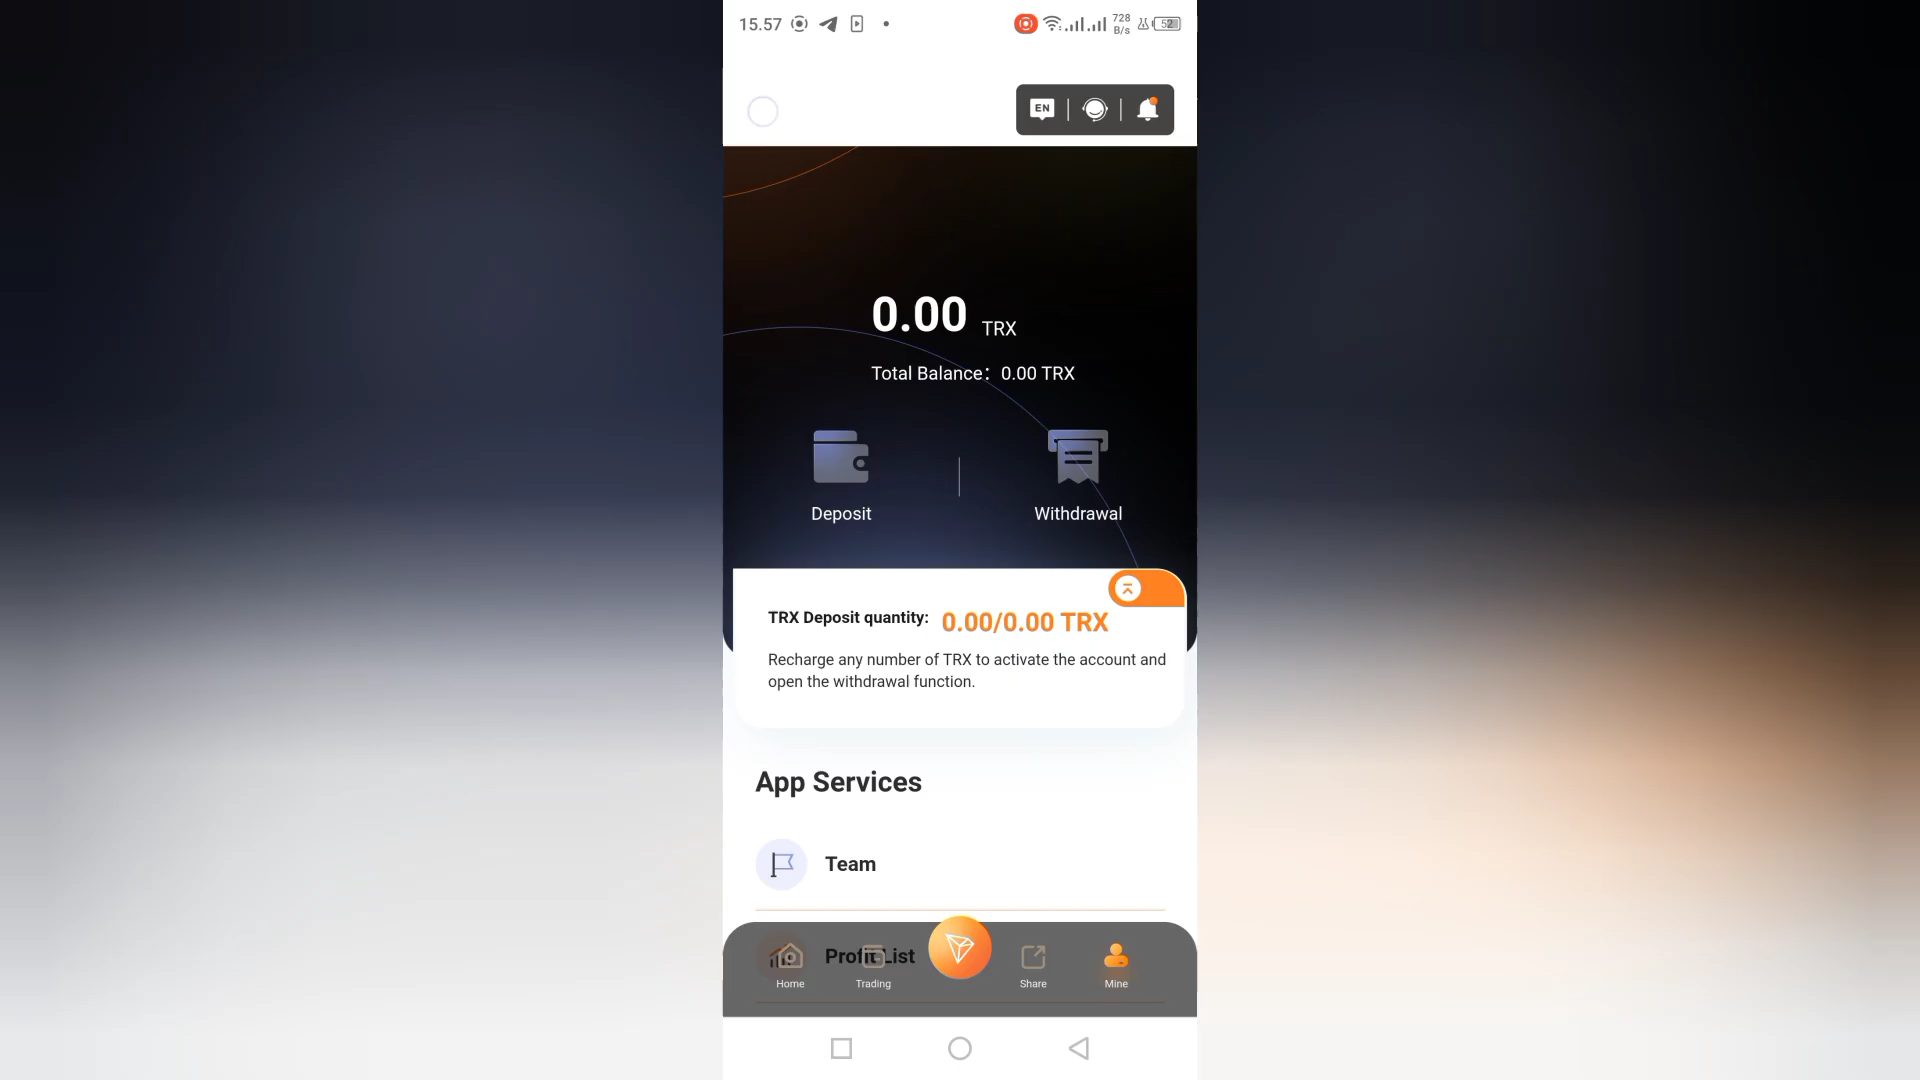 15.57
728
B/s
52
EN
0.00 TRX
Total Balance： 0.00 TRX
Deposit
Withdrawal
TRX Deposit quantity: 0.00/0.00 TRX
Recharge any number of TRX to activate the account and
open the withdrawal function.
App Services
Team
Profit List
Home
Trading
Share
Mine